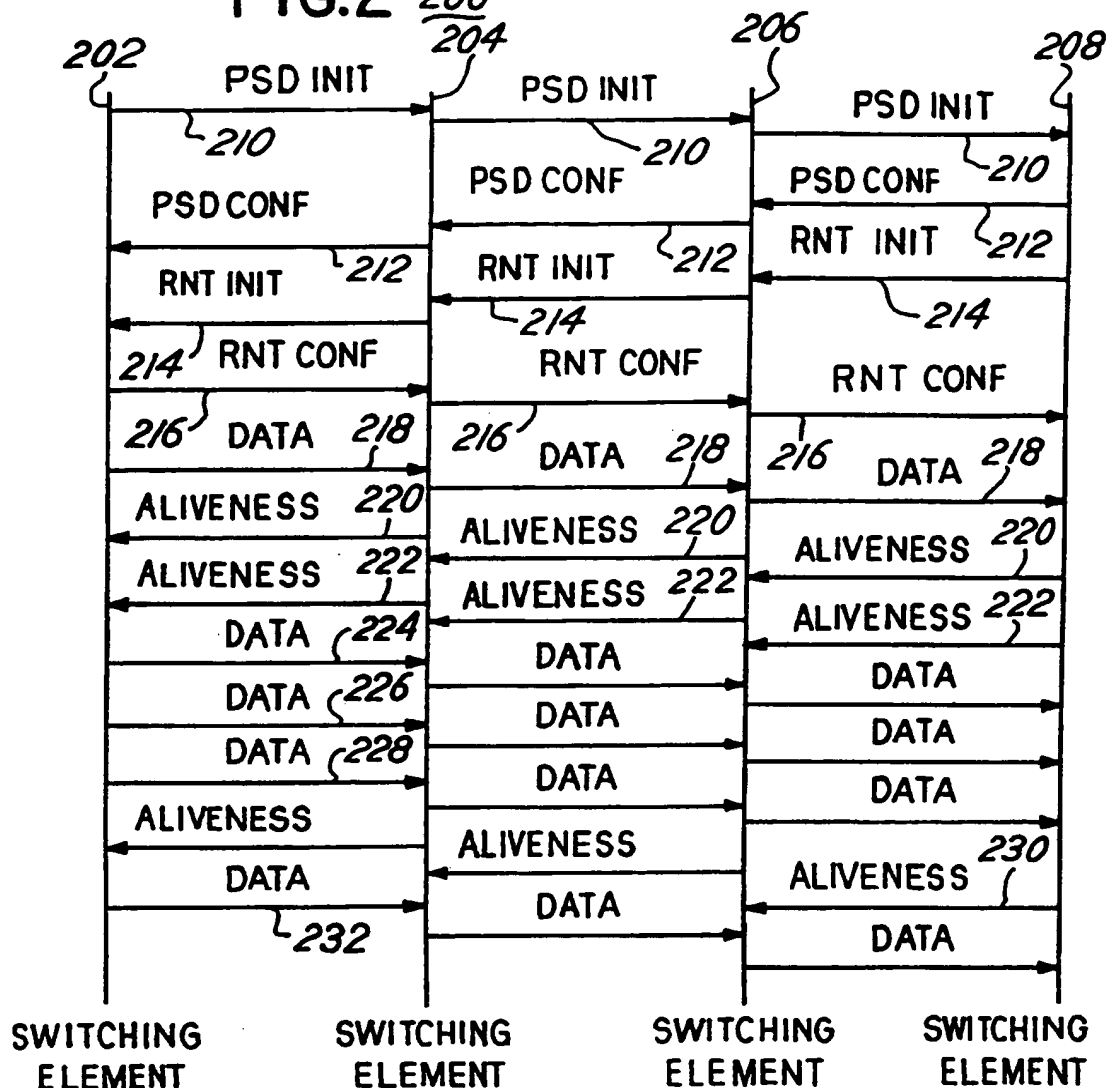 FIG.2 200
202 204 206 208
PSD INIT PSD INIT PSD INIT
210 210 210
PSD CONF PSD CONF PSD CONF
212 212 212
RNT INIT RNT INIT RNT INIT
214 214 214
RNT CONF RNT CONF RNT CONF
216 216 216
DATA 218 DATA 218 DATA 218
ALIVENESS 220 ALIVENESS 220 ALIVENESS 220
ALIVENESS 222 ALIVENESS 222 ALIVENESS 222
DATA 224 DATA DATA
DATA 226 DATA DATA
DATA 228 DATA DATA
ALIVENESS ALIVENESS ALIVENESS 230
DATA DATA DATA
232
SWITCHING SWITCHING SWITCHING SWITCHING
ELEMENT ELEMENT ELEMENT ELEMENT